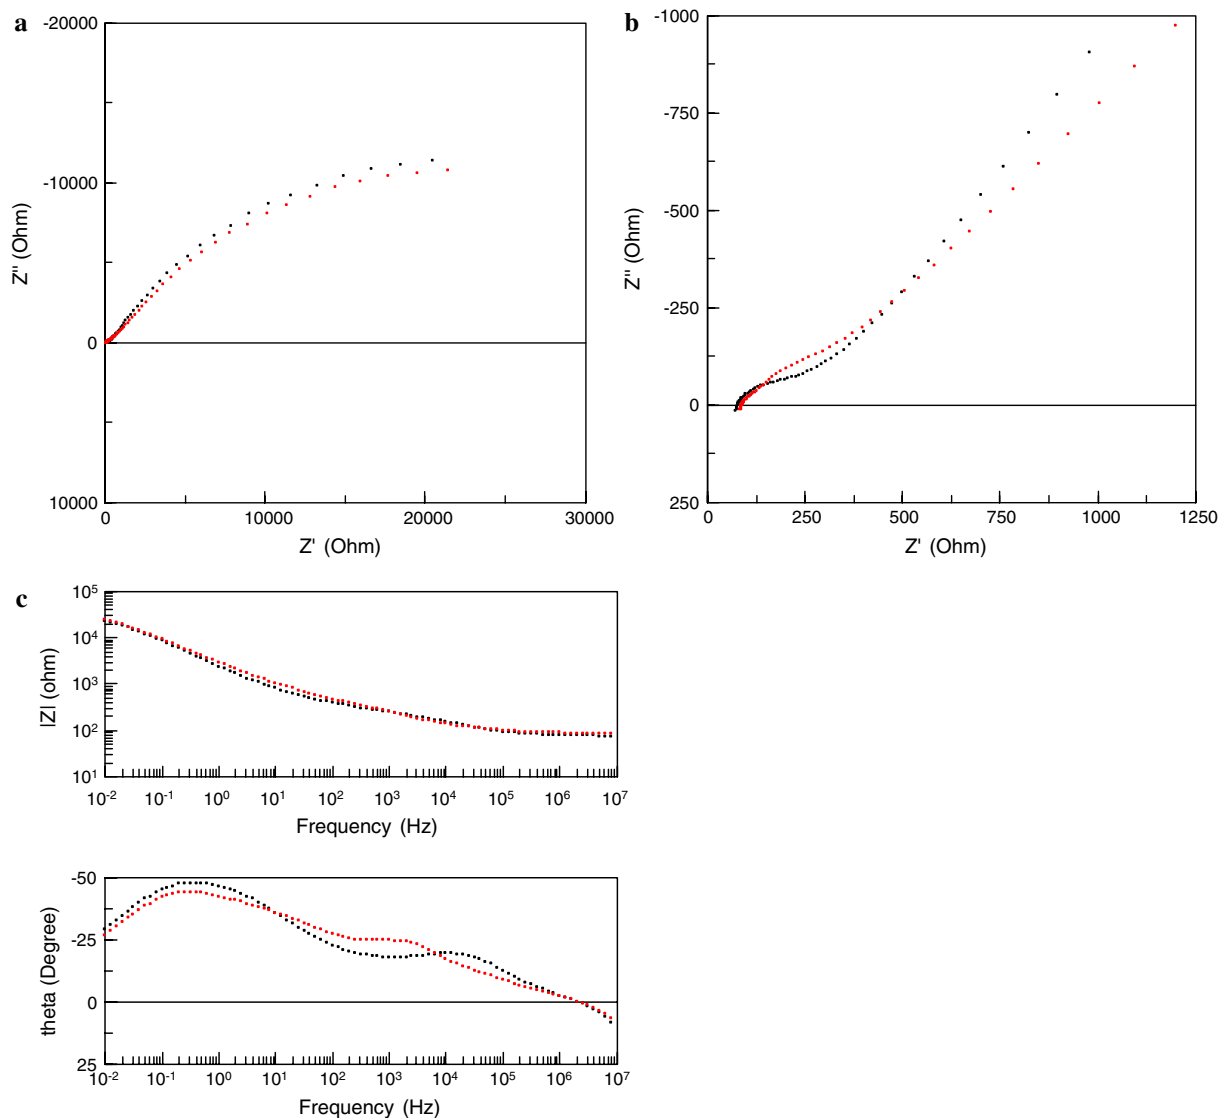 a
-20000
-10000
0
10000
Z'' (Ohm)
0
10000
20000
30000
Z' (Ohm)
b
-1000
-750
-500
-250
0
250
Z'' (Ohm)
0
250
500
750
1000
1250
Z' (Ohm)
c
10^5
10^4
10^3
10^2
10^1
|Z| (ohm)
10^-2 10^-1 10^0 10^1 10^2 10^3 10^4 10^5 10^6 10^7
Frequency (Hz)
-50
-25
0
25
theta (Degree)
10^-2 10^-1 10^0 10^1 10^2 10^3 10^4 10^5 10^6 10^7
Frequency (Hz)